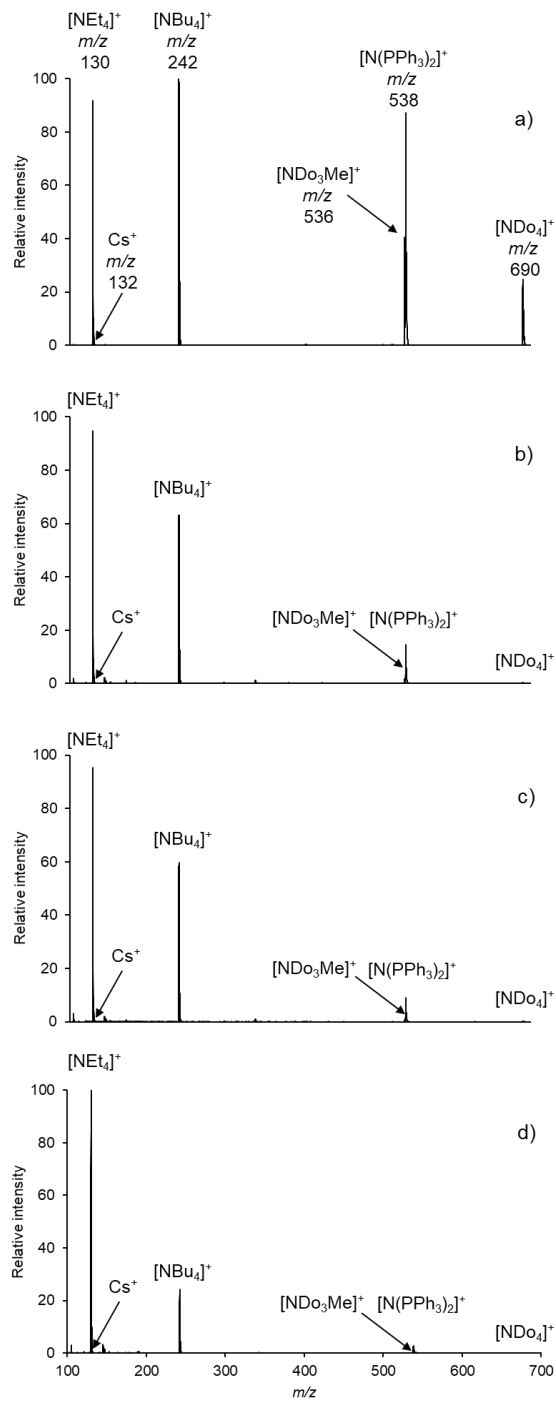 [NEt₄]⁺
m/z
130
[NBu₄]⁺
m/z
242
[N(PPh₃)₂]⁺
m/z
538
a)
[NDo₃Me]⁺
m/z
536
Cs⁺
m/z
132
[NDo₄]⁺
m/z
690
Relative intensity
100
80
60
40
20
0
[NEt₄]⁺
b)
[NBu₄]⁺
Cs⁺
[NDo₃Me]⁺ [N(PPh₃)₂]⁺
[NDo₄]⁺
Relative intensity
100
80
60
40
20
0
[NEt₄]⁺
c)
[NBu₄]⁺
Cs⁺
[NDo₃Me]⁺ [N(PPh₃)₂]⁺
[NDo₄]⁺
Relative intensity
100
80
60
40
20
0
[NEt₄]⁺
d)
[NBu₄]⁺
Cs⁺
[NDo₃Me]⁺ [N(PPh₃)₂]⁺
[NDo₄]⁺
Relative intensity
100
80
60
40
20
0
100 200 300 400 500 600 700
m/z